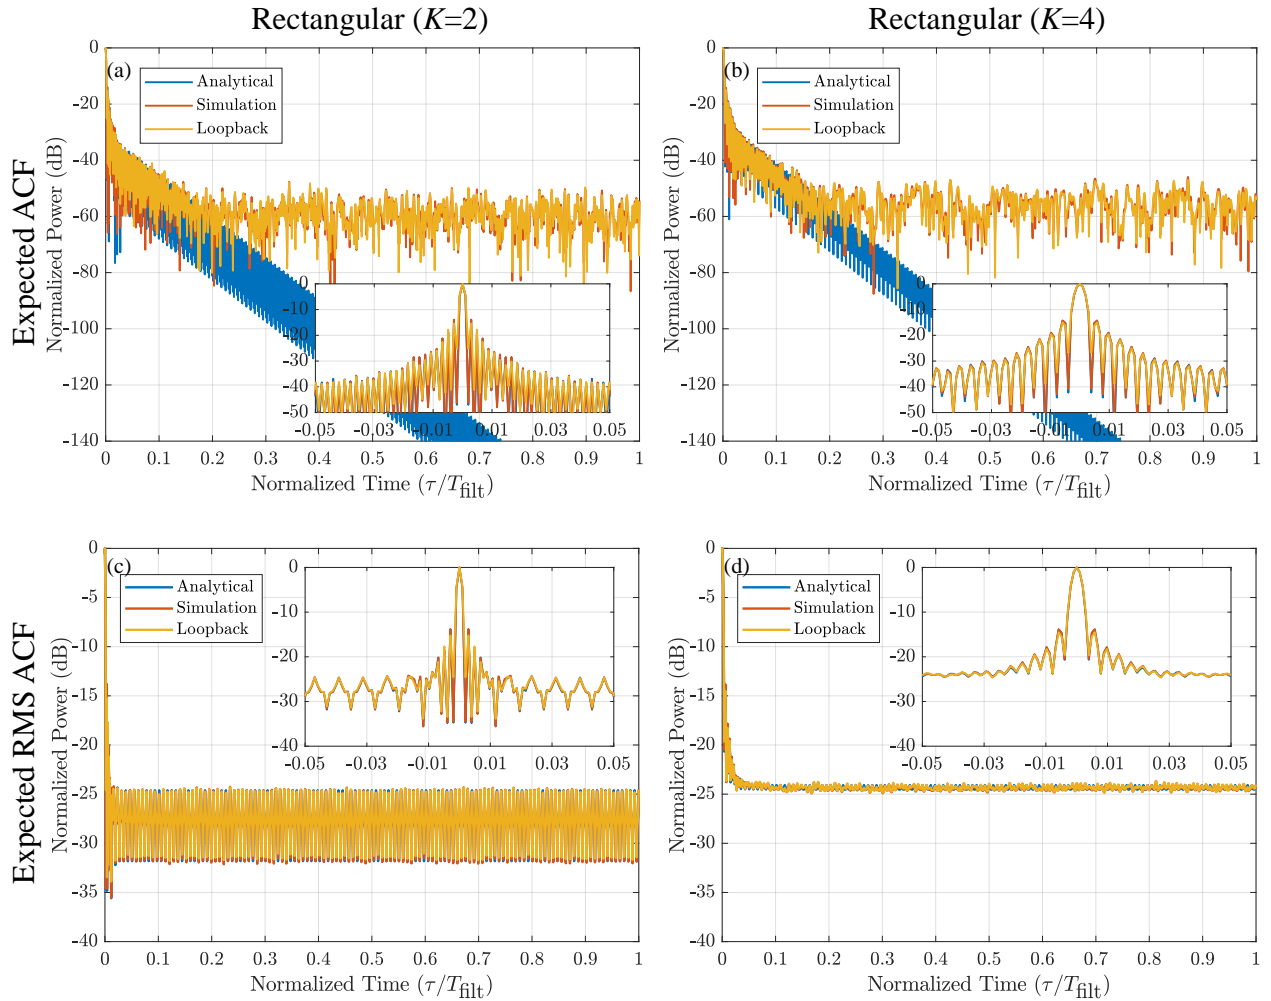 Rectangular (K=2)
Rectangular (K=4)
Expected ACF
Expected RMS ACF
(a)
Analytical
Simulation
Loopback
Normalized Power (dB)
0
-20
-40
-60
-80
-100
-120
-140
0
-10
-20
-30
-40
-50
-0.05 -0.03 -0.01 0.01 0.03 0.05
0 0.1 0.2 0.3 0.4 0.5 0.6 0.7 0.8 0.9 1
Normalized Time (τ/Tfilt)
(b)
Analytical
Simulation
Loopback
Normalized Power (dB)
0
-20
-40
-60
-80
-100
-120
-140
0
-10
-20
-30
-40
-50
-0.05 -0.03 -0.01 0.01 0.03 0.05
0 0.1 0.2 0.3 0.4 0.5 0.6 0.7 0.8 0.9 1
Normalized Time (τ/Tfilt)
(c)
Analytical
Simulation
Loopback
Normalized Power (dB)
0
-5
-10
-15
-20
-25
-30
-35
-40
0
-10
-20
-30
-40
-0.05 -0.03 -0.01 0.01 0.03 0.05
0 0.1 0.2 0.3 0.4 0.5 0.6 0.7 0.8 0.9 1
Normalized Time (τ/Tfilt)
(d)
Analytical
Simulation
Loopback
Normalized Power (dB)
0
-5
-10
-15
-20
-25
-30
-35
-40
0
-10
-20
-30
-40
-0.05 -0.03 -0.01 0.01 0.03 0.05
0 0.1 0.2 0.3 0.4 0.5 0.6 0.7 0.8 0.9 1
Normalized Time (τ/Tfilt)